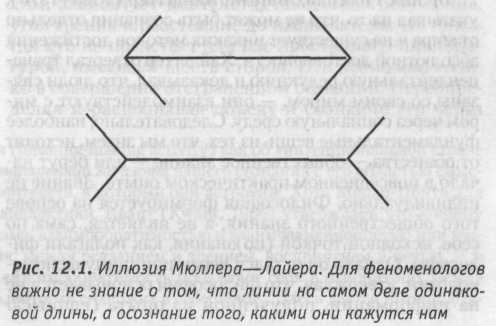 Рис. 12.1. Иллюзия Мюллера—Лайера. Для феноменологов
важно не знание о том, что линии на самом деле одинако-
вой длины, а осознание того, какими они кажутся нам